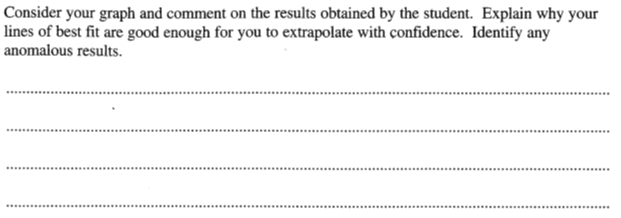 Consider your graph and comment on the results obtained by the student. Explain why your
lines of best fit are good enough for you to extrapolate with confidence. Identify any
anomalous results.